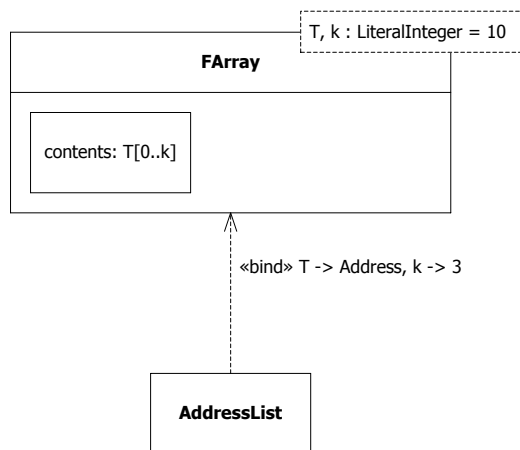 T, k : LiteralInteger = 10
FArray
contents: T[0..k]
«bind» T -> Address, k -> 3
AddressList